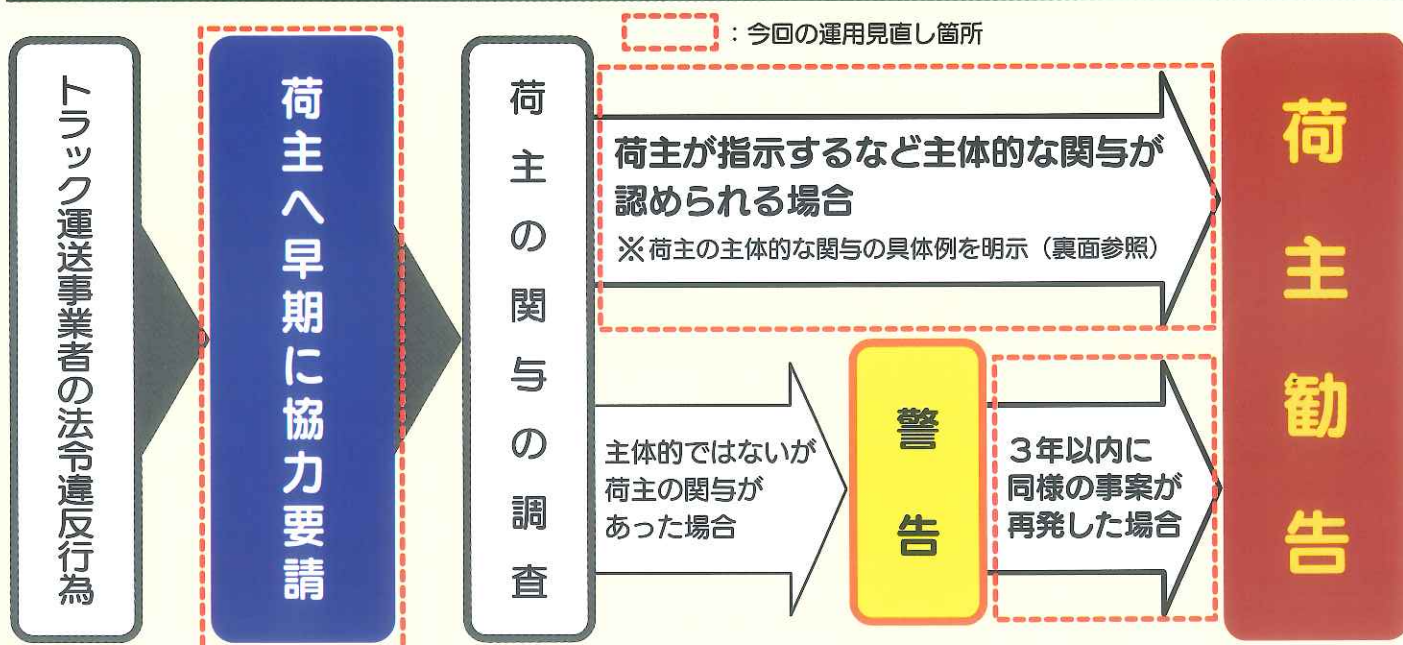 ：今回の運用見直し箇所
トラック運送事業者の法令違反行為
荷主へ早期に協力要請
荷主の関与の調査
荷主が指示するなど主体的な関与が
認められる場合
※荷主の主体的な関与の具体例を明示（裏面参照）
主体的ではないが
荷主の関与が
あった場合
警告
３年以内に
同様の事案が
再発した場合
荷主勧告